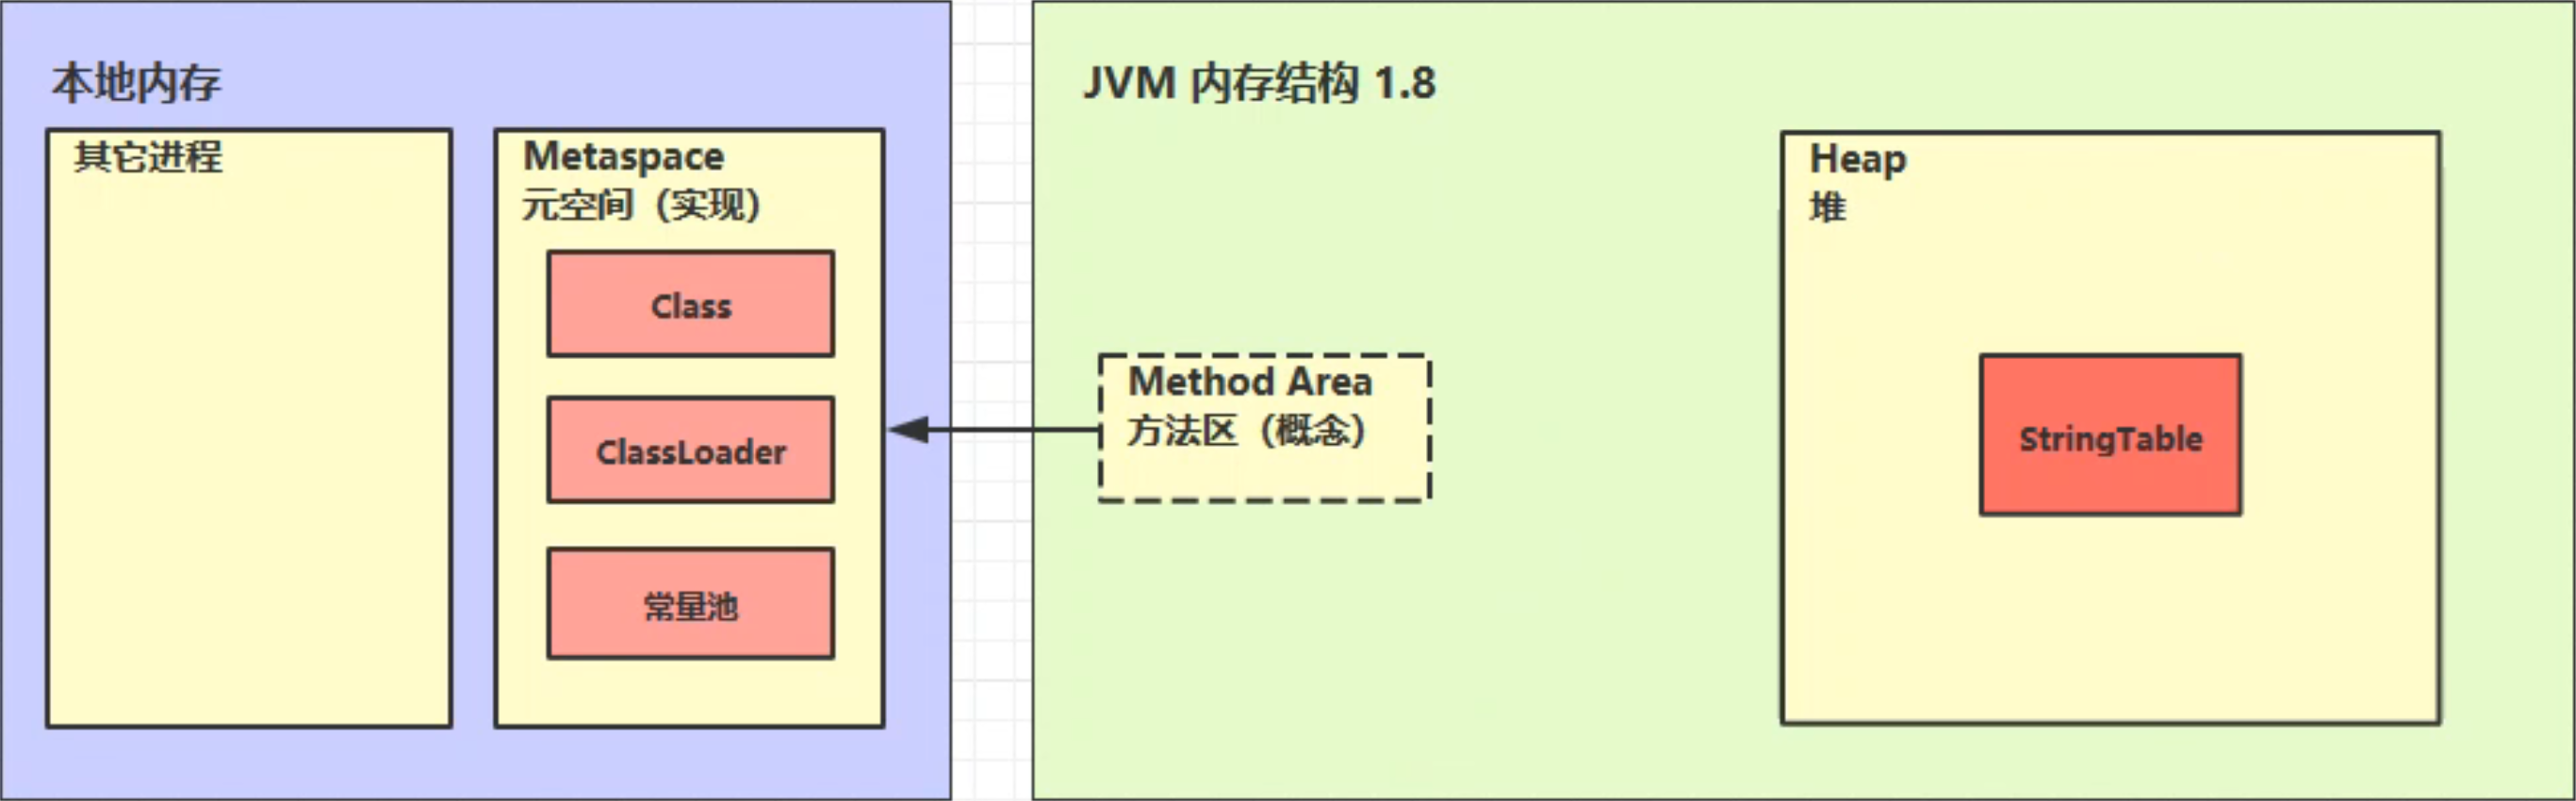 本地内存
其它进程
Metaspace
元空间（实现）
Class
ClassLoader
常量池
JVM 内存结构 1.8
Method Area
方法区（概念）
Heap
堆
StringTable